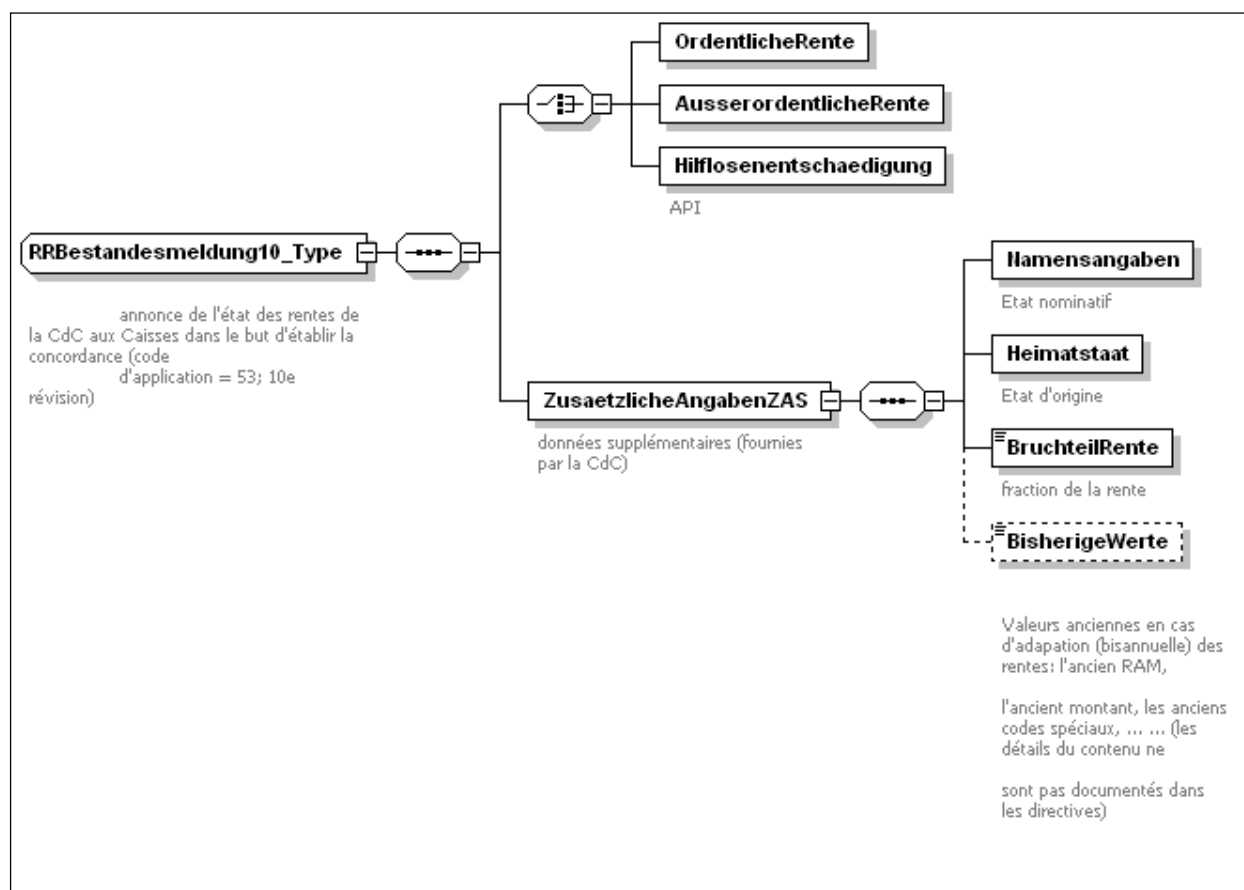 OrdentlicheRente
AusserordentlicheRente
Hilflosenentschaedigung
API
RRBestandesmeldung10_Type
annonce de l'état des rentes de
la CdC aux Caisses dans le but d'établir la
concordance (code
d'application = 53; 10e
révision)
ZusaetzlicheAngabenZAS
données supplémentaires (fournies
par la CdC)
Namensangaben
Etat nominatif
Heimatstaat
Etat d'origine
BruchteilRente
fraction de la rente
BisherigeWerte
Valeurs anciennes en cas
d'adapation (bisannuelle) des
rentes: l'ancien RAM,
l'ancient montant, les anciens
codes spéciaux, ... ... (les
détails du contenu ne
sont pas documentés dans
les directives)